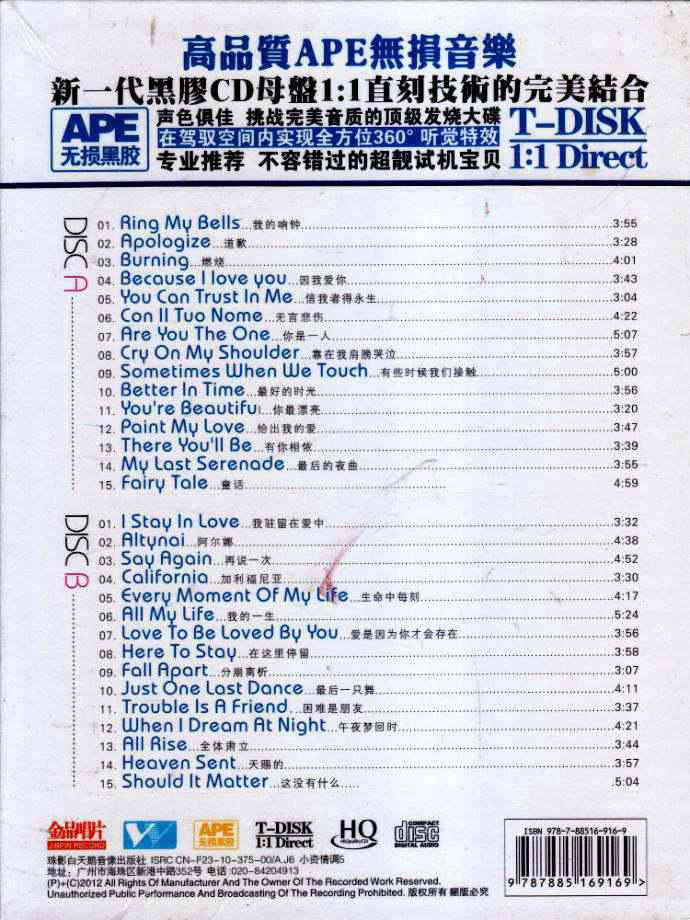 高品質APE無損音樂
新一代黑膠CD母盤1:1直刻技術的完美結合
APE
无损黑胶
声色俱佳 挑战完美音质的顶级发烧大碟
在驾驭空间内实现全方位360°听觉特效
专业推荐 不容错过的超靓试机宝贝
T-DISK
1:1 Direct
DISC A
01. Ring My Bells...我的响钟 3:55
02. Apologize...道歉 3:28
03. Burning...燃烧 4:01
04. Because I love you...因我爱你 3:43
05. You Can Trust In Me...信我者得永生 3:04
06. Con Il Tuo Nome...无言悲伤 4:22
07. Are You The One...你是一人 5:07
08. Cry On My Shoulder...靠在我肩膀哭泣 3:57
09. Sometimes When We Touch...有些时候我们接触 5:00
10. Better In Time...最好的时光 3:56
11. You're Beautiful...你最漂亮 3:20
12. Paint My Love...恰出我的爱 3:47
13. There You'll Be...有你相依 3:39
14. My Last Serenade...最后的夜曲 3:55
15. Fairy Tale...童话 4:59
DISC B
01. I Stay In Love...我驻留在爱中 3:32
02. Altynai...阿尔娜 4:38
03. Say Again...再说一次 4:52
04. California...加利福尼亚 3:30
05. Every Moment Of My Life...生命中每刻 4:17
06. All My Life...我的一生 5:24
07. Love To Be Loved By You...爱是因为你才会存在 3:56
08. Here To Stay...在这里停留 3:58
09. Fall Apart...分崩离析 3:07
10. Just One Last Dance...最后一只舞 4:11
11. Trouble Is A Friend...困难是朋友 3:37
12. When I Dream At Night...午夜梦回时 4:21
13. All Rise...全体肃立 3:44
14. Heaven Sent...天赐的 3:57
15. Should It Matter...这没有什么 5:04
金品唱片
JINPIN RECORD
APE
无损黑胶
T-DISK
1:1 Direct
HQ
COMPACT
disc
DIGITAL AUDIO
珠影白天鹅音像出版社 ISRC CN-F23-10-375-00/A.J6 小资情调5
地址：广州市海珠区新港中路352号 电话：020-84204913
(P)+(C)2012 All Rights Of Manufacturer And The Owner Of The Recorded Work Reserved.
Unauthorized Public Performance And Broadcasting Of The Recording Prohibited. 版权所有 翻版必究
ISBN 978-7-88516-916-9
9 787885 169169 >